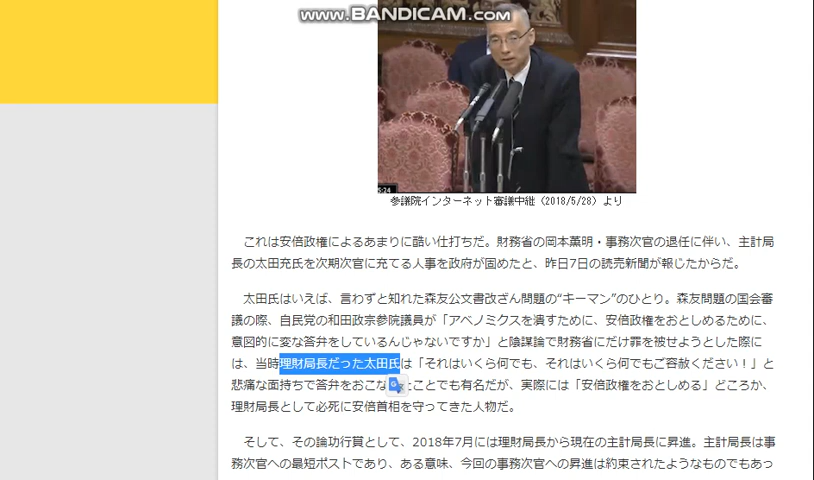 www.BANDICAM.com
5:24
参議院インターネット審議中継（2018/5/28）より
これは安倍政権によるあまりに酷い仕打ちだ。財務省の岡本薫明・事務次官の退任に伴い、主計局
長の太田充氏を次期次官に充てる人事を政府が固めたと、昨日7日の読売新聞が報じたからだ。
太田氏はいえば、言わずと知れた森友公文書改ざん問題の“キーマン”のひとり。森友問題の国会審
議の際、自民党の和田政宗参院議員が「アベノミクスを潰すために、安倍政権をおとしめるために、
意図的に変な答弁をしているんじゃないですか」と陰謀論で財務省にだけ罪を被せようとした際に
は、当時理財局長だった太田氏は「それはいくら何でも、それはいくら何でもご容赦ください！」と
悲痛な面持ちで答弁をおこな たことでも有名だが、実際には「安倍政権をおとしめる」どころか、
理財局長として必死に安倍首相を守ってきた人物だ。
そして、その論功行賞として、2018年7月には理財局長から現在の主計局長に昇進。主計局長は事
務次官への最短ポストであり、ある意味、今回の事務次官への昇進は約束されたようなものでもあっ